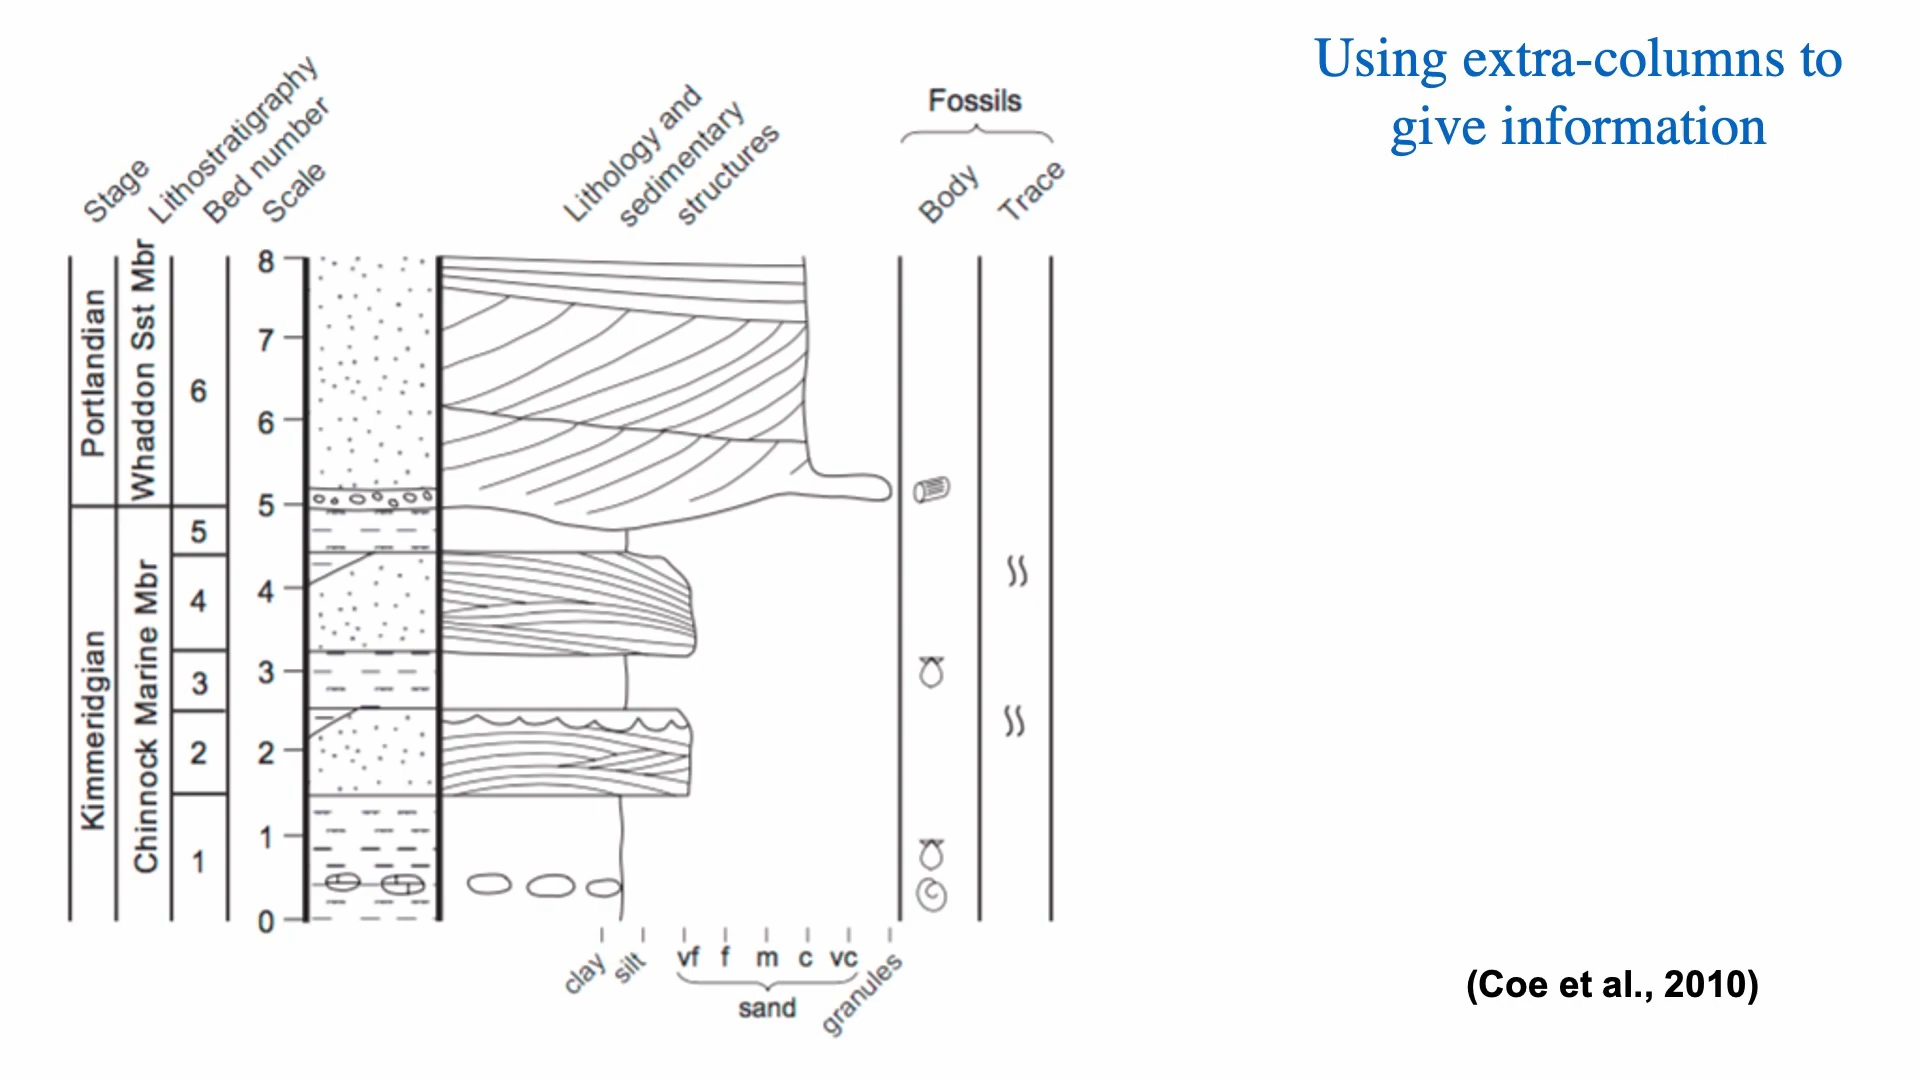 Using extra-columns to
give information
Stage
Lithostratigraphy
Bed number
Scale
Lithology and
sedimentary
structures
Fossils
Body
Trace
Portlandian
Kimmeridgian
Whaddon Sst Mbr
Chinnock Marine Mbr
6
5
4
3
2
1
8
7
6
5
4
3
2
1
0
clay
silt
vf f m c vc
granules
sand
(Coe et al., 2010)